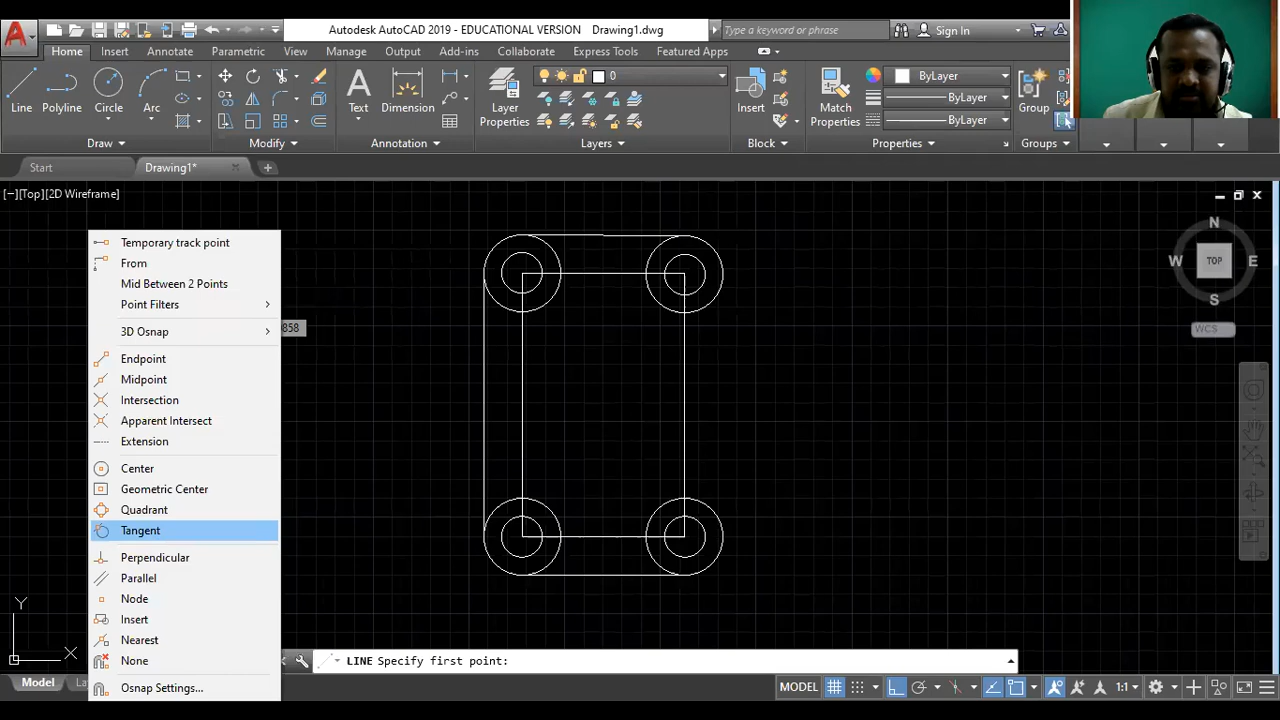 Autodesk AutoCAD 2019 - EDUCATIONAL VERSION Drawing1.dwg
Type a keyword or phrase
Sign In
Home Insert Annotate Parametric View Manage Output Add-ins Collaborate Express Tools Featured Apps
0
ByLayer
ByLayer
ByLayer
Line Polyline Circle Arc Text Dimension Layer Properties Insert Match Properties Group
Draw Modify Annotation Layers Block Properties Groups
Start Drawing1*
[−][Top][2D Wireframe]
N
W TOP E
S
WCS
Temporary track point
From
Mid Between 2 Points
Point Filters
3D Osnap
858
Endpoint
Midpoint
Intersection
Apparent Intersect
Extension
Center
Geometric Center
Quadrant
Tangent
Perpendicular
Parallel
Node
Insert
Nearest
None
Osnap Settings...
Y
X
LINE Specify first point:
Model La
MODEL 1:1